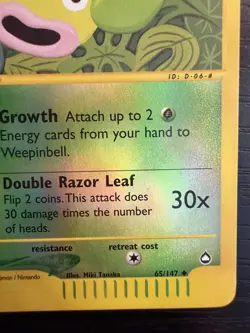 ID: D-06-#
Growth Attach up to 2
Energy cards from your hand to
Weepinbell.
Double Razor Leaf
Flip 2 coins. This attack does
30 damage times the number
of heads.
30x
resistance
retreat cost
/ Nintendo
Illus. Miki Tanaka
65/147